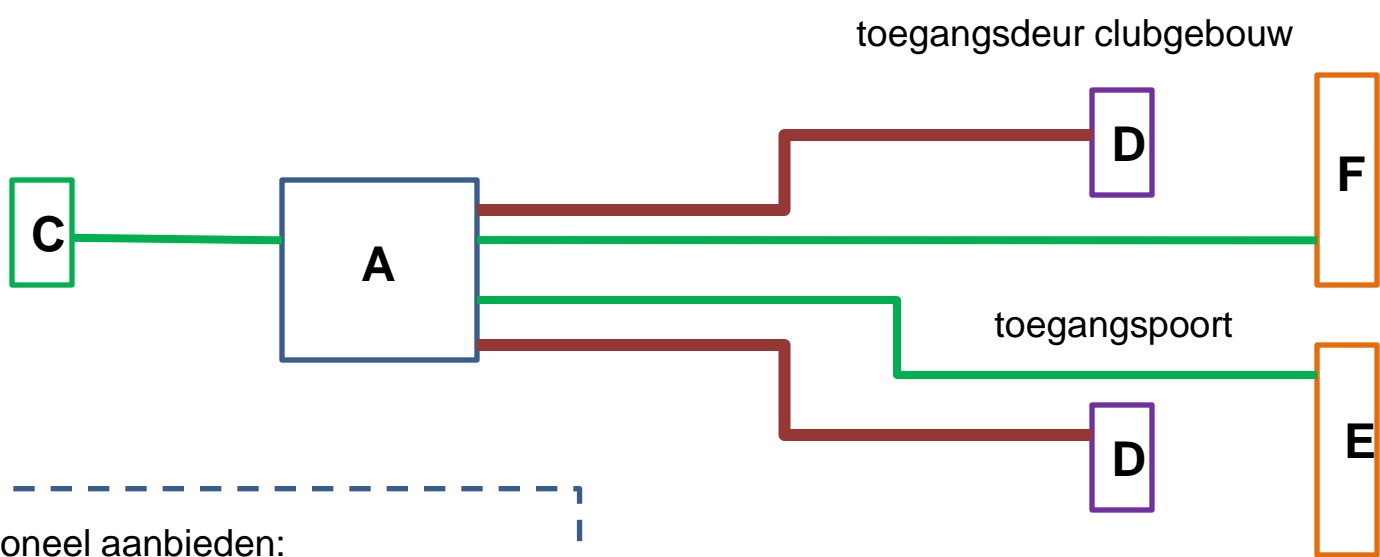 toegangsdeur clubgebouw
D
F
C
A
toegangspoort
E
D
oneel aanbieden: